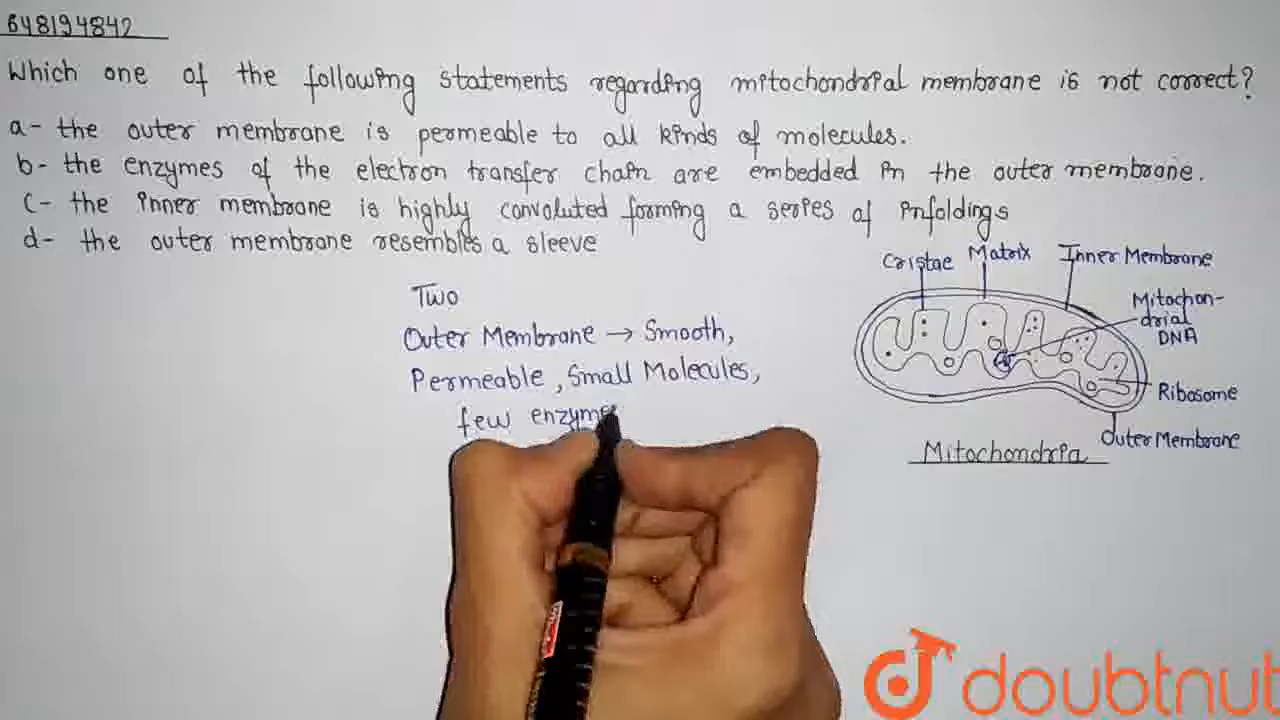 648194842
Which one of the following statements regarding mitochondrial membrane is not correct?
a- the outer membrane is permeable to all kinds of molecules.
b- the enzymes of the electron transfer chain are embedded in the outer membrane.
c- the inner membrane is highly convoluted forming a series of infoldings
d- the outer membrane resembles a sleeve
Two
Outer Membrane → Smooth,
Permeable, Small Molecules,
few enzyme
Cristae
Matrix
Inner Membrane
Mitochon-
drial
DNA
Ribosome
Outer Membrane
Mitochondria
doubtnut